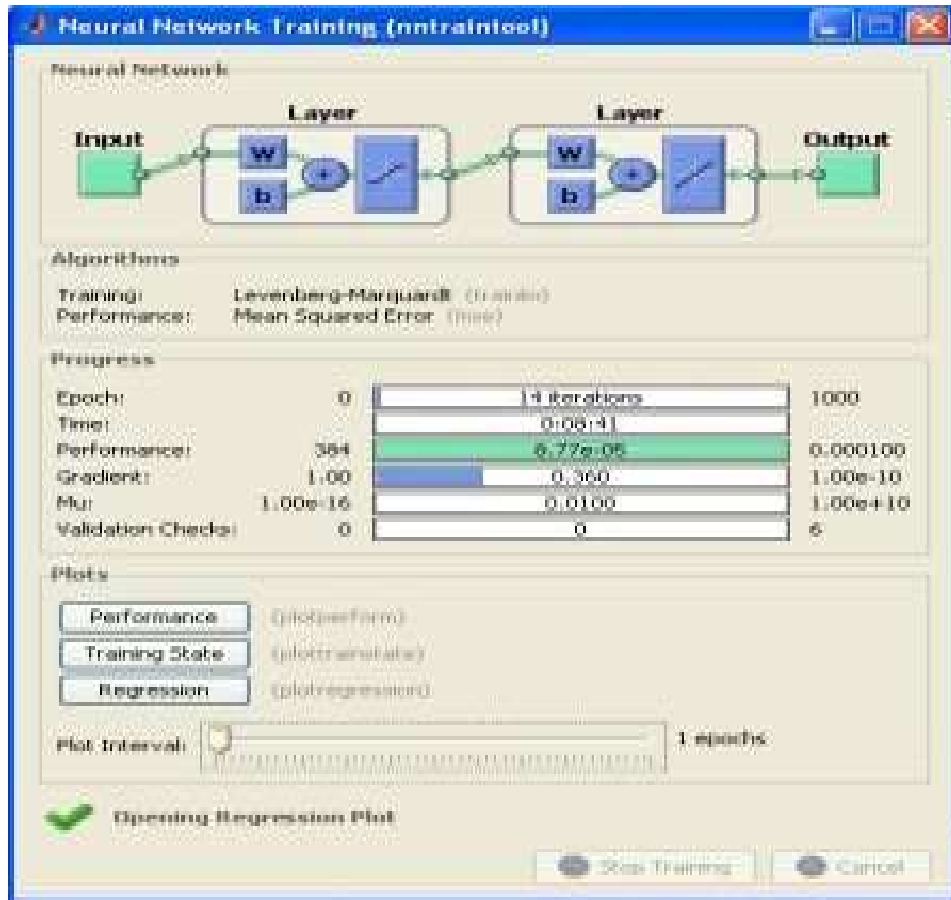 Neural Network Training (nntraintool)
Neural Network
Layer
Layer
Input
Output
W
b
+
W
b
+
Algorithms
Training: Levenberg-Marquardt (trainlm)
Performance: Mean Squared Error (mse)
Progress
Epoch: 0 14 iterations 1000
Time:
Performance: 384 0.000100
Gradient: 1.00 0.360 1.00e-10
Mu: 1.00e-16 0.0100 1.00e+10
Validation Checks: 0 0 6
Plots
Performance (plotperform)
Training State (plottrainstate)
Regression (plotregression)
Plot Interval: 1 epochs
Opening Regression Plot
Stop Training Cancel